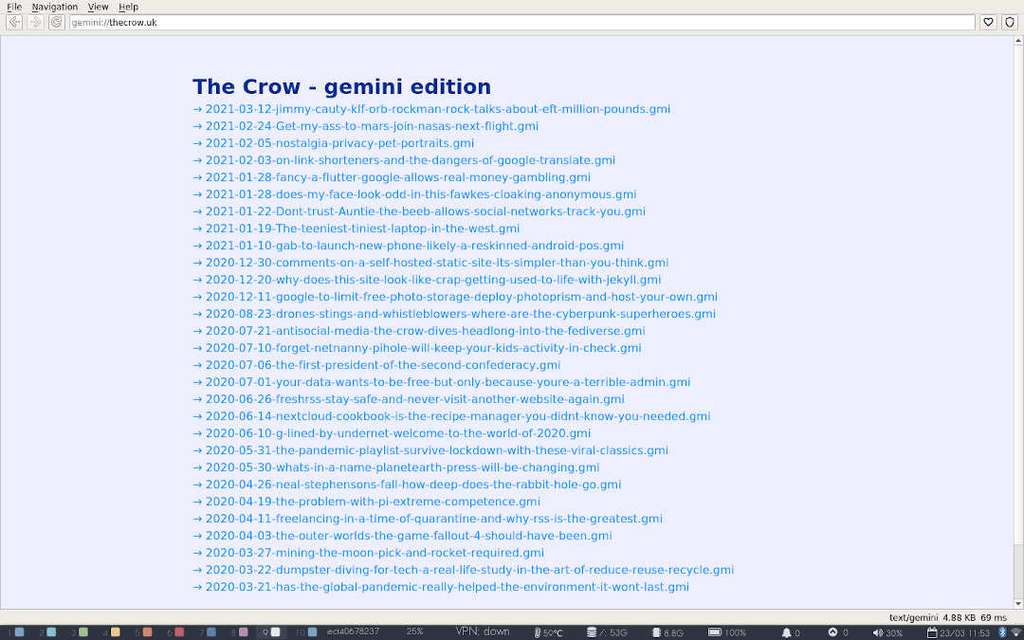 File Navigation View Help
gemini://thecrow.uk
The Crow - gemini edition
→ 2021-03-12-jimmy-cauty-klf-orb-rockman-rock-talks-about-eft-million-pounds.gmi
→ 2021-02-24-Get-my-ass-to-mars-join-nasas-next-flight.gmi
→ 2021-02-05-nostalgia-privacy-pet-portraits.gmi
→ 2021-02-03-on-link-shorteners-and-the-dangers-of-google-translate.gmi
→ 2021-01-28-fancy-a-flutter-google-allows-real-money-gambling.gmi
→ 2021-01-28-does-my-face-look-odd-in-this-fawkes-cloaking-anonymous.gmi
→ 2021-01-22-Dont-trust-Auntie-the-beeb-allows-social-networks-track-you.gmi
→ 2021-01-19-The-teeniest-tiniest-laptop-in-the-west.gmi
→ 2021-01-10-gab-to-launch-new-phone-likely-a-reskinned-android-pos.gmi
→ 2020-12-30-comments-on-a-self-hosted-static-site-its-simpler-than-you-think.gmi
→ 2020-12-20-why-does-this-site-look-like-crap-getting-used-to-life-with-jekyll.gmi
→ 2020-12-11-google-to-limit-free-photo-storage-deploy-photoprism-and-host-your-own.gmi
→ 2020-08-23-drones-stings-and-whistleblowers-where-are-the-cyberpunk-superheroes.gmi
→ 2020-07-21-antisocial-media-the-crow-dives-headlong-into-the-fediverse.gmi
→ 2020-07-10-forget-netnanny-pihole-will-keep-your-kids-activity-in-check.gmi
→ 2020-07-06-the-first-president-of-the-second-confederacy.gmi
→ 2020-07-01-your-data-wants-to-be-free-but-only-because-youre-a-terrible-admin.gmi
→ 2020-06-26-freshrss-stay-safe-and-never-visit-another-website-again.gmi
→ 2020-06-14-nextcloud-cookbook-is-the-recipe-manager-you-didnt-know-you-needed.gmi
→ 2020-06-10-g-lined-by-undernet-welcome-to-the-world-of-2020.gmi
→ 2020-05-31-the-pandemic-playlist-survive-lockdown-with-these-viral-classics.gmi
→ 2020-05-30-whats-in-a-name-planetearth-press-will-be-changing.gmi
→ 2020-04-26-neal-stephensons-fall-how-deep-does-the-rabbit-hole-go.gmi
→ 2020-04-19-the-problem-with-pi-extreme-competence.gmi
→ 2020-04-11-freelancing-in-a-time-of-quarantine-and-why-rss-is-the-greatest.gmi
→ 2020-04-03-the-outer-worlds-the-game-fallout-4-should-have-been.gmi
→ 2020-03-27-mining-the-moon-pick-and-rocket-required.gmi
→ 2020-03-22-dumpster-diving-for-tech-a-real-life-study-in-the-art-of-reduce-reuse-recycle.gmi
→ 2020-03-21-has-the-global-pandemic-really-helped-the-environment-it-wont-last.gmi
text/gemini 4.88 KB 69 ms
1 2 3 4 5 6 7 8 9 10 25% VPN: down 50°C /: 53G 8.8G 100% 0 0 30% 23/03 11:53